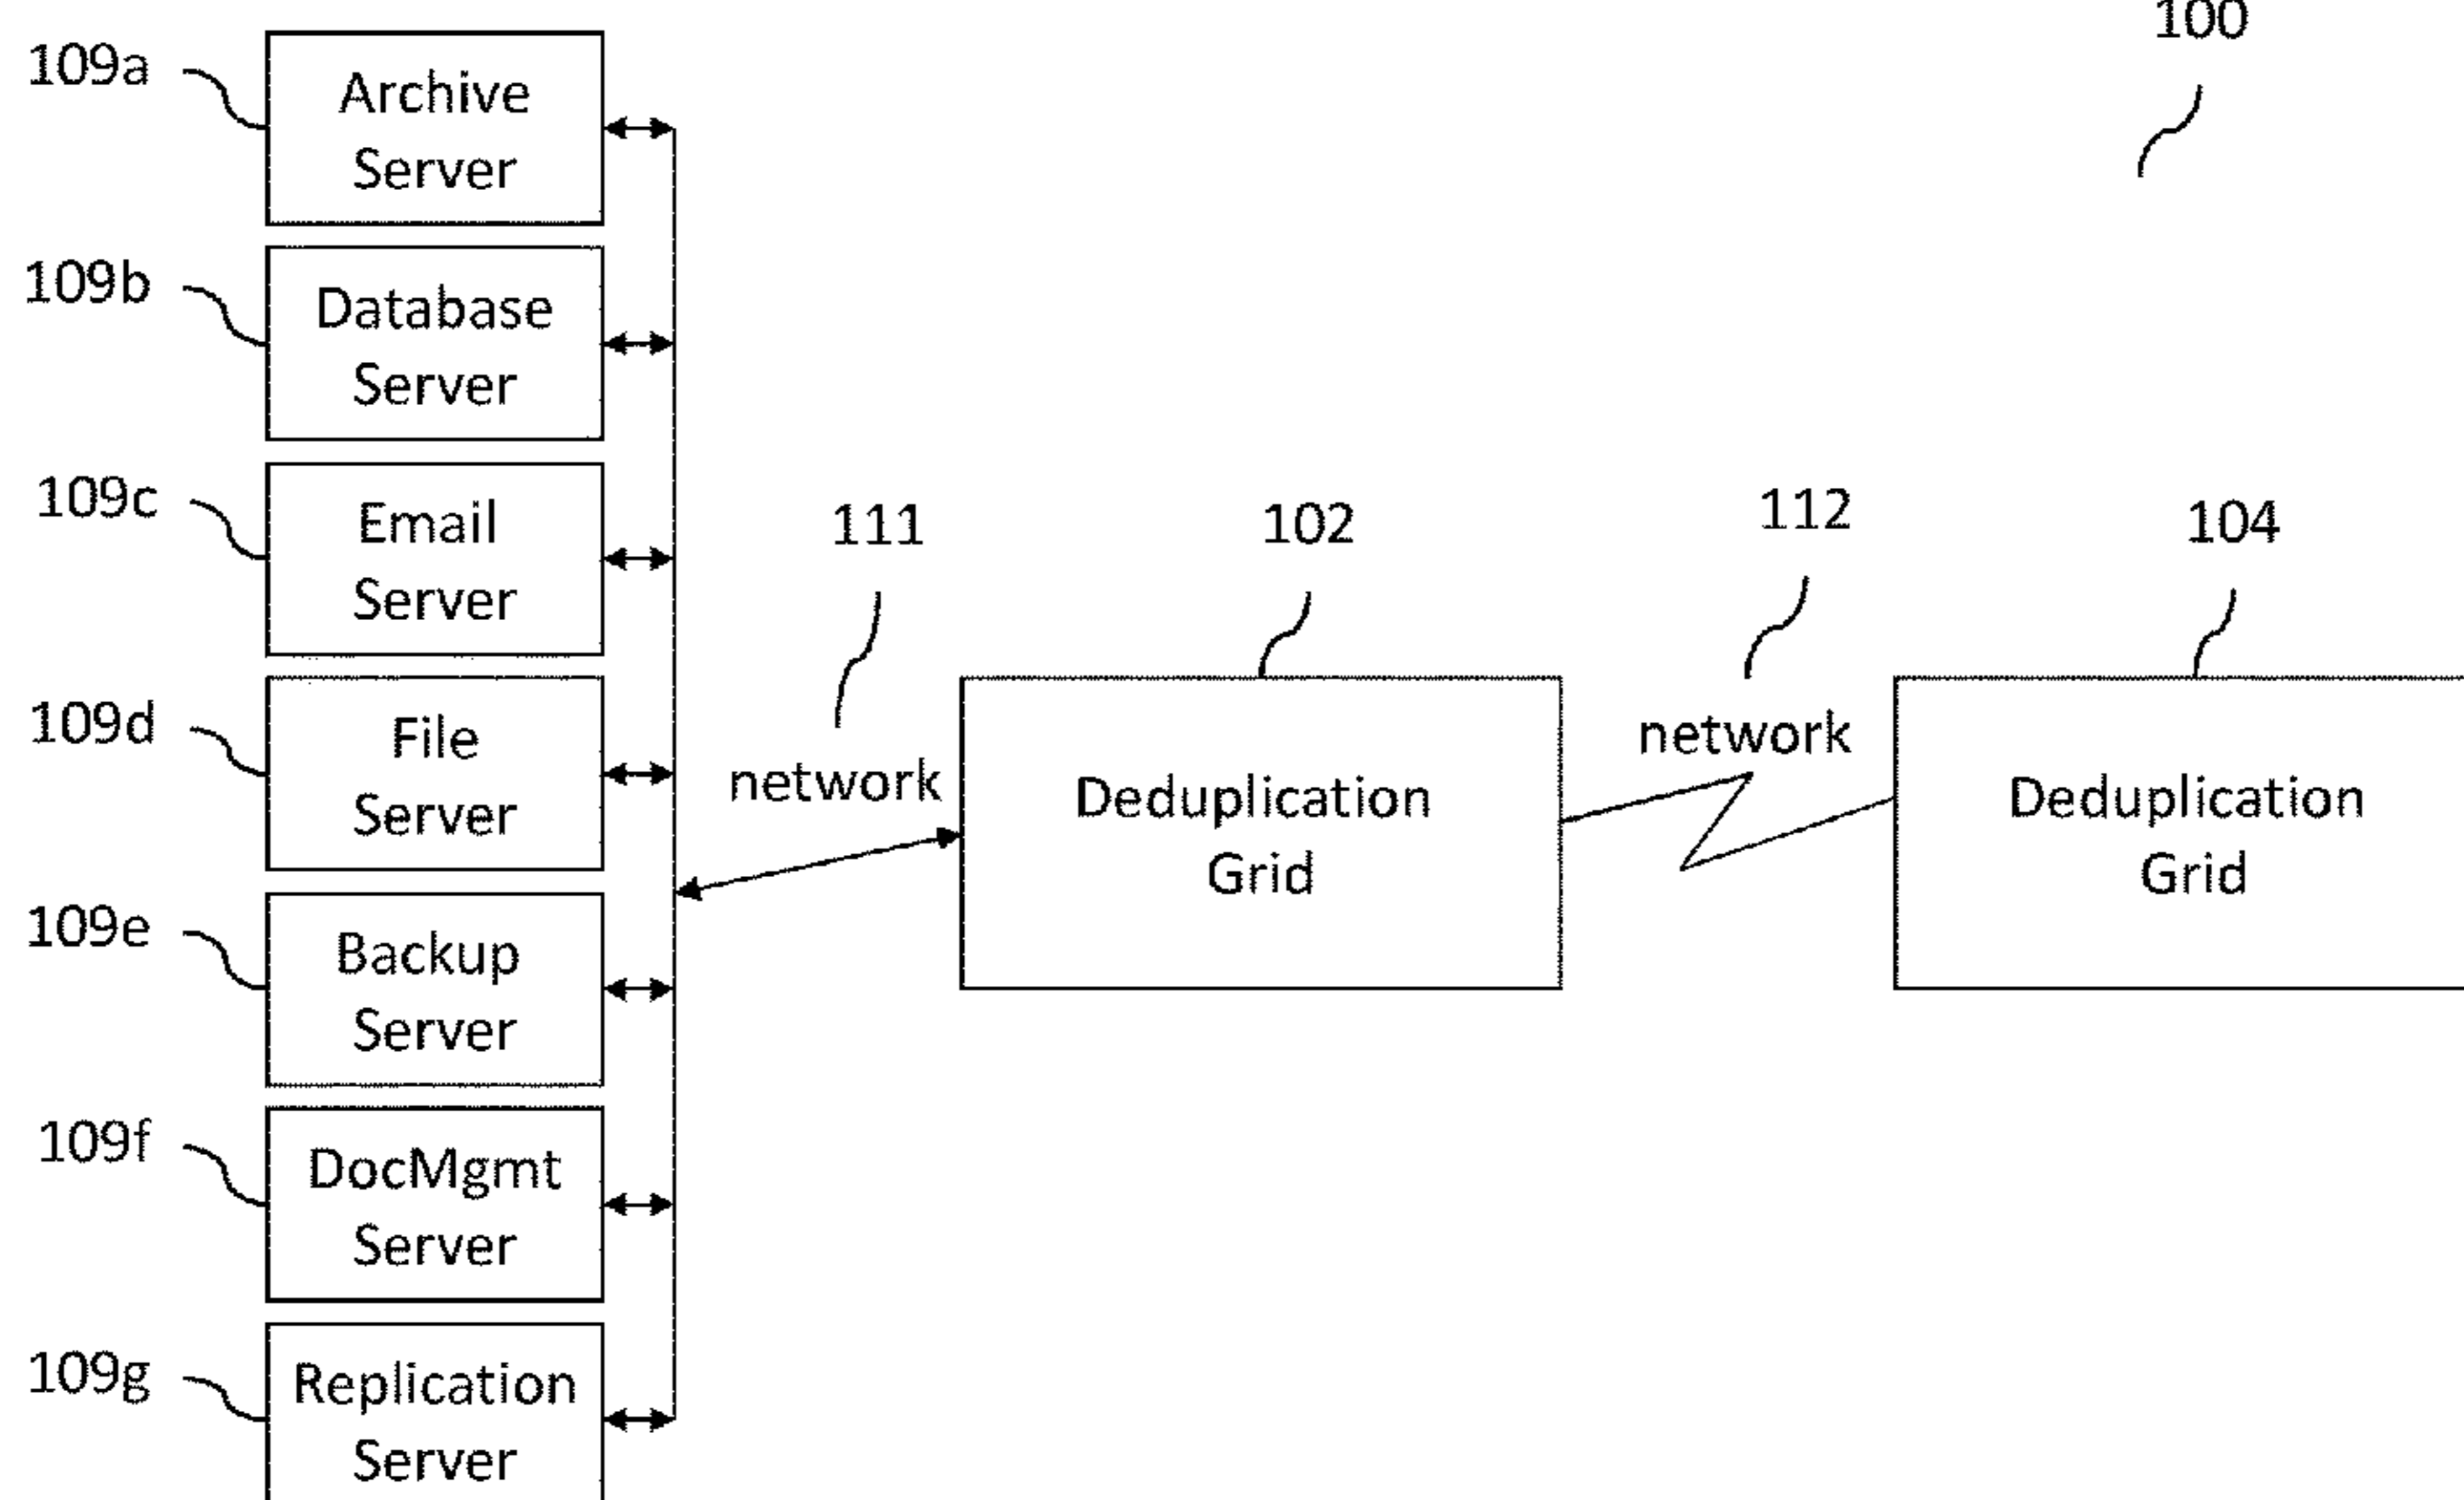 100
109a
Archive
Server
109b
Database
Server
109c
Email
Server
111
102
112
104
109d
File
Server
network
network
Deduplication
Grid
Deduplication
Grid
109e
Backup
Server
109f
DocMgmt
Server
109g
Replication
Server